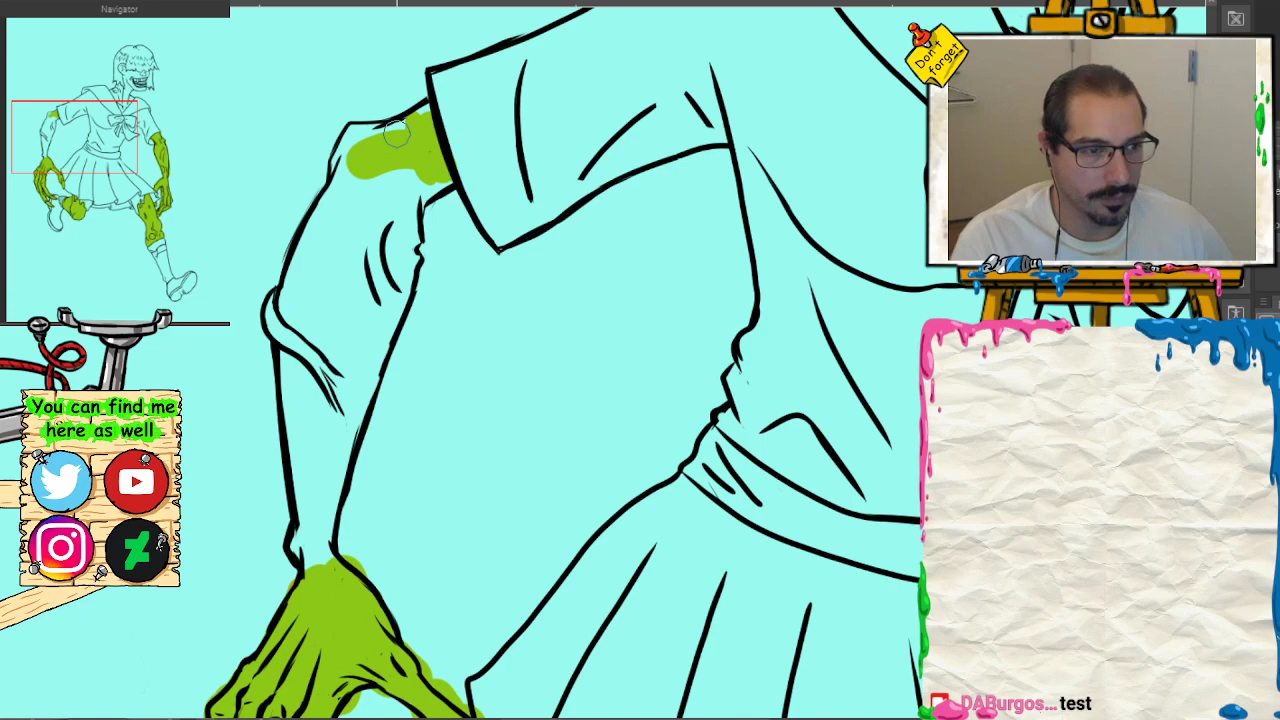 Navigator
Don't
forget
You can find me
here as well
DABurgos... test